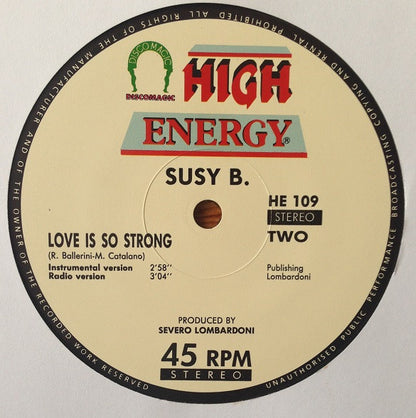 ALL RIGHTS OF THE MANUFACTURER AND OF THE OWNER OF THE RECORDED WORK RESERVED
UNAUTHORISED PUBLIC PERFORMANCE BROADCASTING COPYING AND RENTAL PROHIBITED
DISCOMAGIC
DISCOMAGIC
HIGH
ENERGY®
SUSY B.
HE 109
STEREO
TWO
LOVE IS SO STRONG
(R. Ballerini-M. Catalano)
Instrumental version 2'58''
Radio version 3'04''
Publishing
Lombardoni
PRODUCED BY
SEVERO LOMBARDONI
45 RPM
STEREO